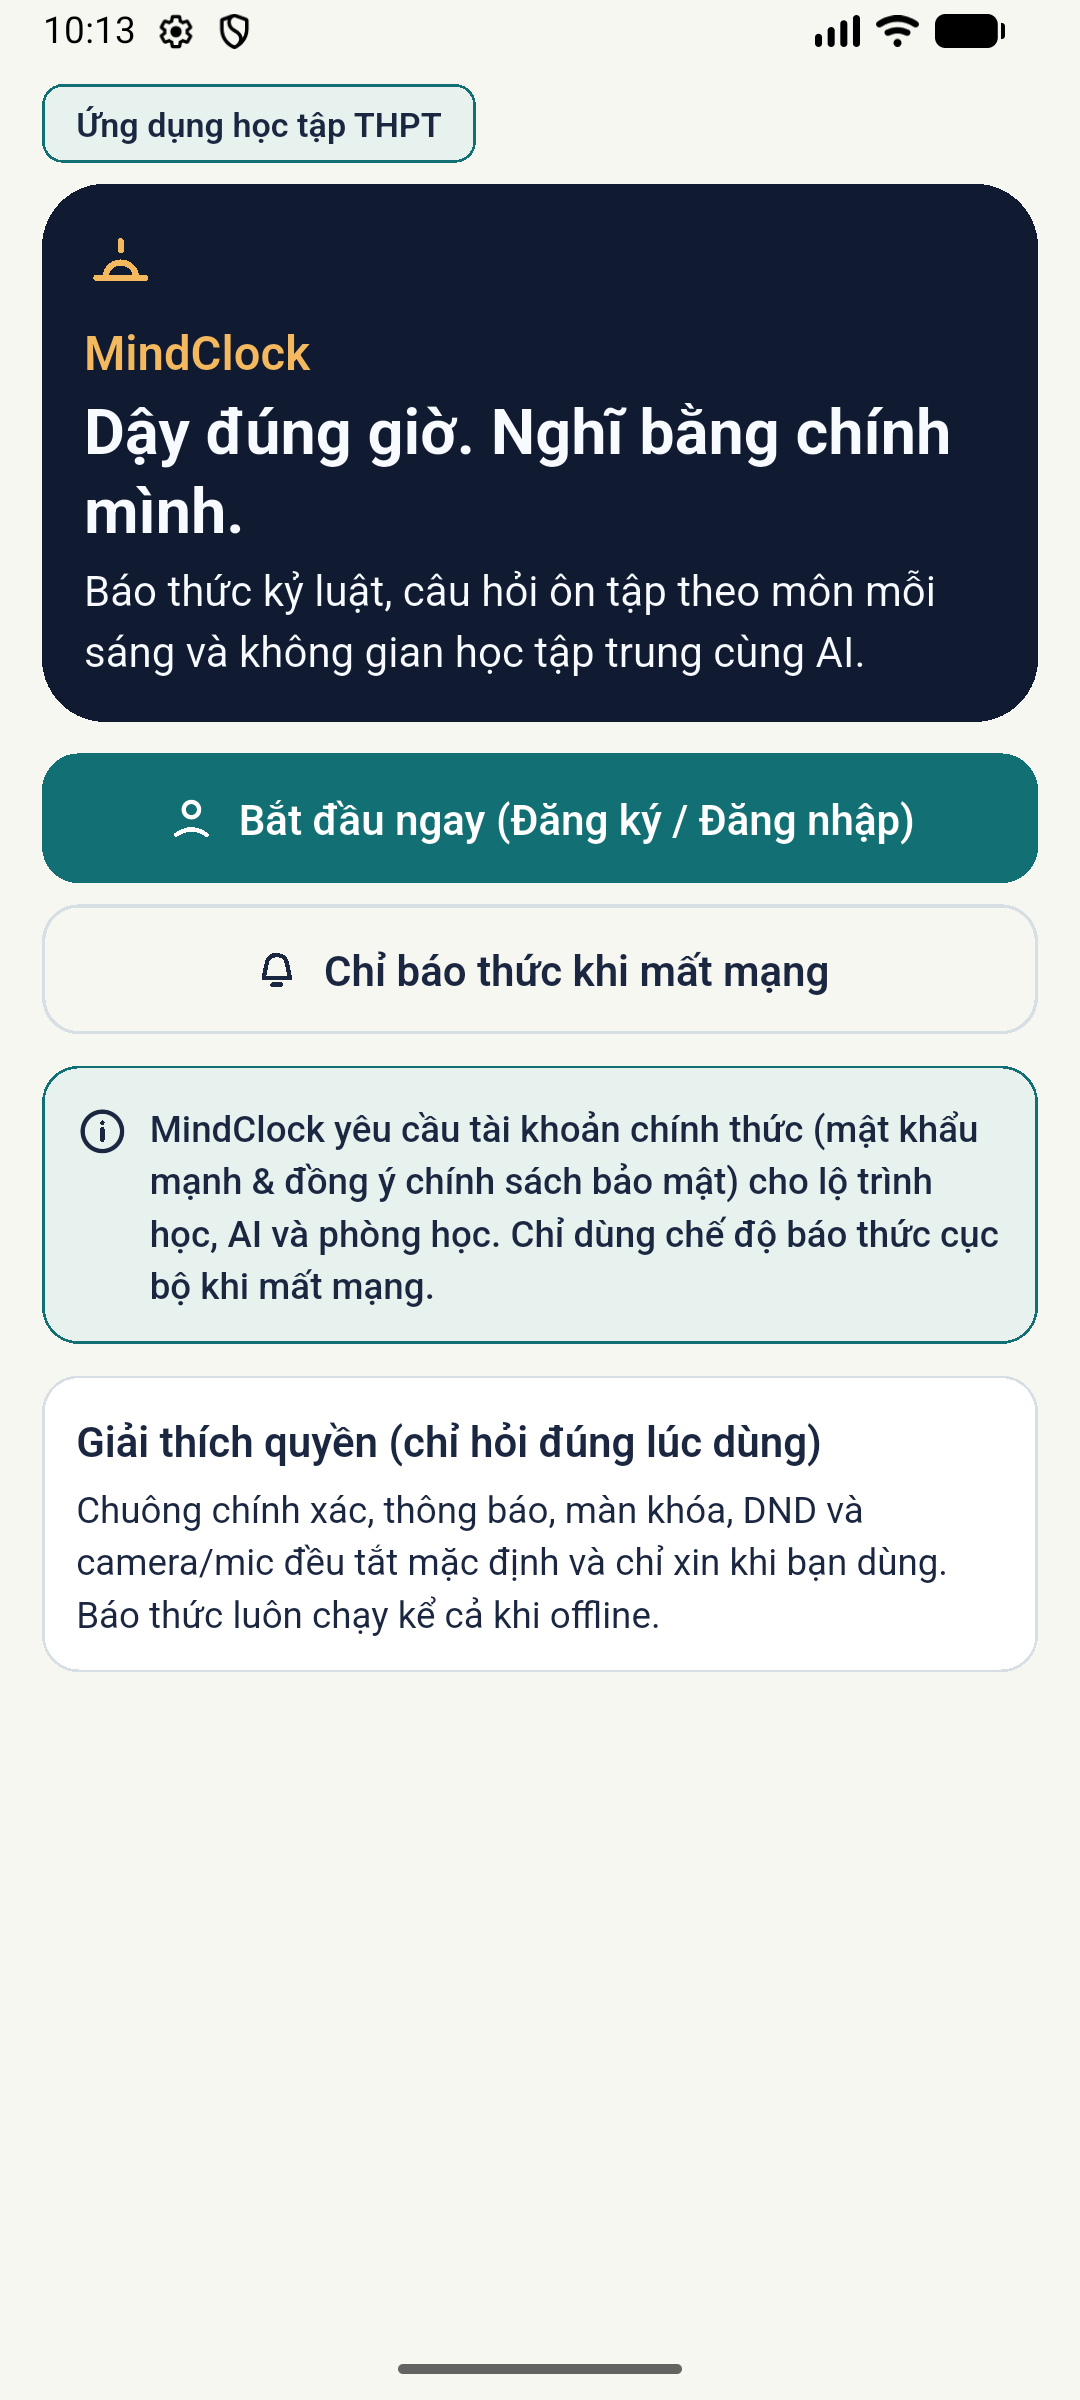 10:13
Ứng dụng học tập THPT
MindClock
Dậy đúng giờ. Nghĩ bằng chính
mình.
Báo thức kỷ luật, câu hỏi ôn tập theo môn mỗi
sáng và không gian học tập trung cùng AI.
Bắt đầu ngay (Đăng ký / Đăng nhập)
Chỉ báo thức khi mất mạng
MindClock yêu cầu tài khoản chính thức (mật khẩu
mạnh & đồng ý chính sách bảo mật) cho lộ trình
học, AI và phòng học. Chỉ dùng chế độ báo thức cục
bộ khi mất mạng.
Giải thích quyền (chỉ hỏi đúng lúc dùng)
Chuông chính xác, thông báo, màn khóa, DND và
camera/mic đều tắt mặc định và chỉ xin khi bạn dùng.
Báo thức luôn chạy kể cả khi offline.